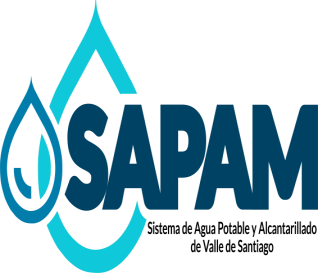 SAPAM
Sistema de Agua Potable y Alcantarillado
de Valle de Santiago